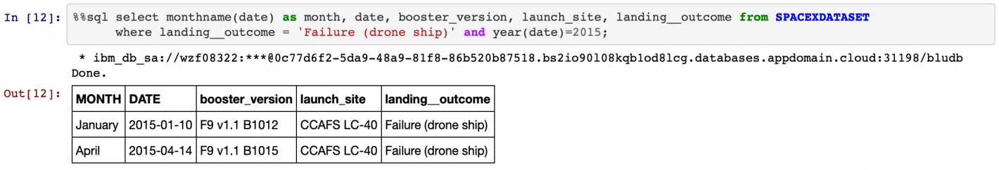 In [12]: %%sql select monthname(date) as month, date, booster_version, launch_site, landing__outcome from SPACEXDATASET
where landing__outcome = 'Failure (drone ship)' and year(date)=2015;
* ibm_db_sa://wzf08322:***@0c77d6f2-5da9-48a9-81f8-86b520b87518.bs2io90l08kqb1od8lcg.databases.appdomain.cloud:31198/bludb
Done.
Out[12]:
MONTH DATE booster_version launch_site landing__outcome
January 2015-01-10 F9 v1.1 B1012 CCAFS LC-40 Failure (drone ship)
April 2015-04-14 F9 v1.1 B1015 CCAFS LC-40 Failure (drone ship)